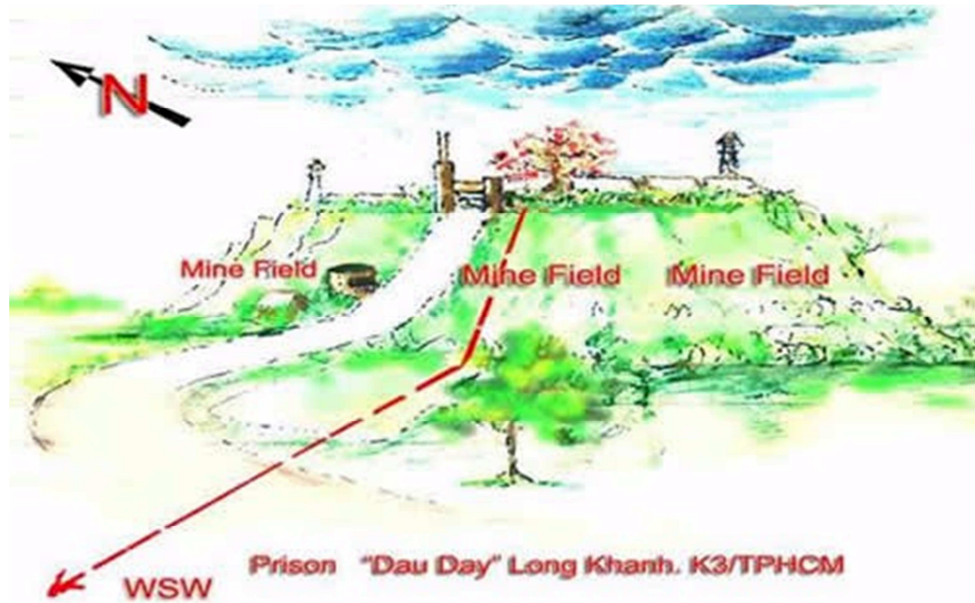 N
Mine Field
Mine Field
Mine Field
WSW
Prison "Dau Day" Long Khanh. K3/TPHCM